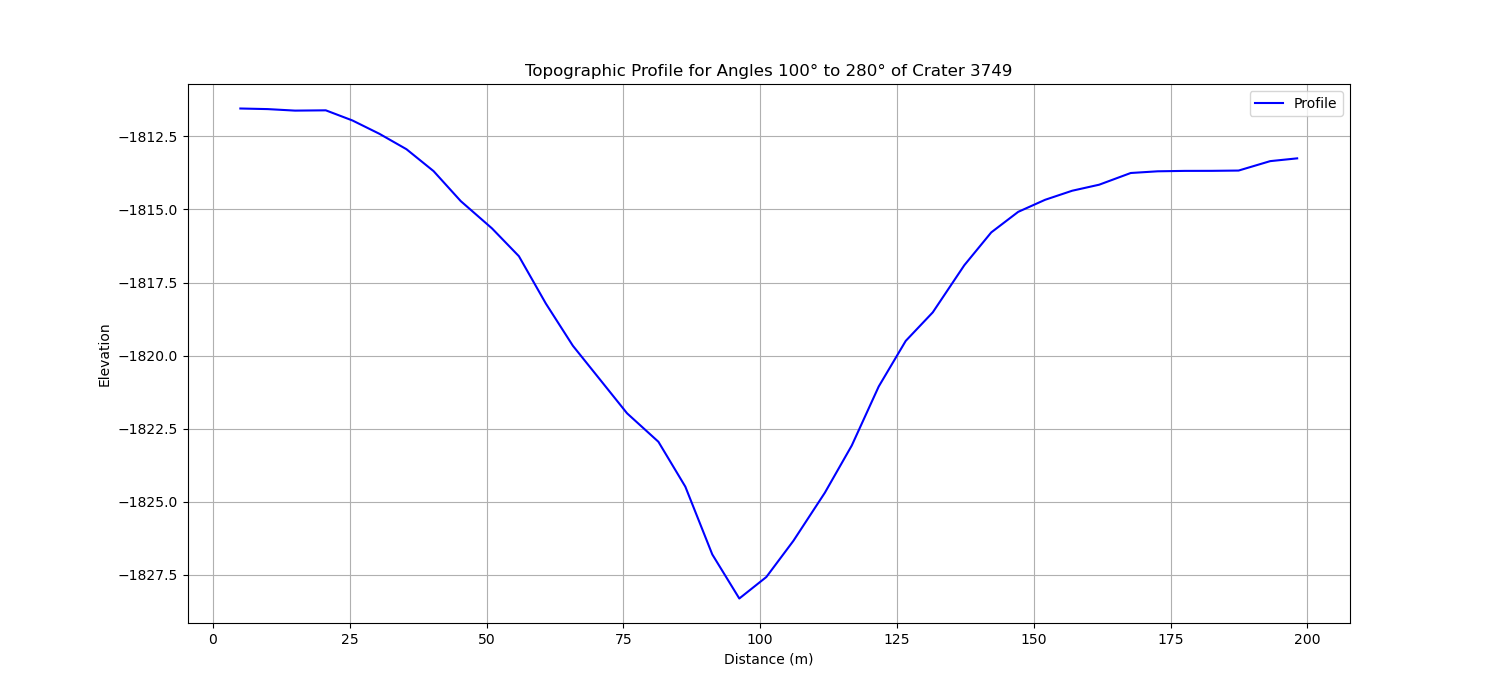 Topographic Profile for Angles 100° to 280° of Crater 3749
Profile
Elevation
−1812.5
−1815.0
−1817.5
−1820.0
−1822.5
−1825.0
−1827.5
0 25 50 75 100 125 150 175 200
Distance (m)